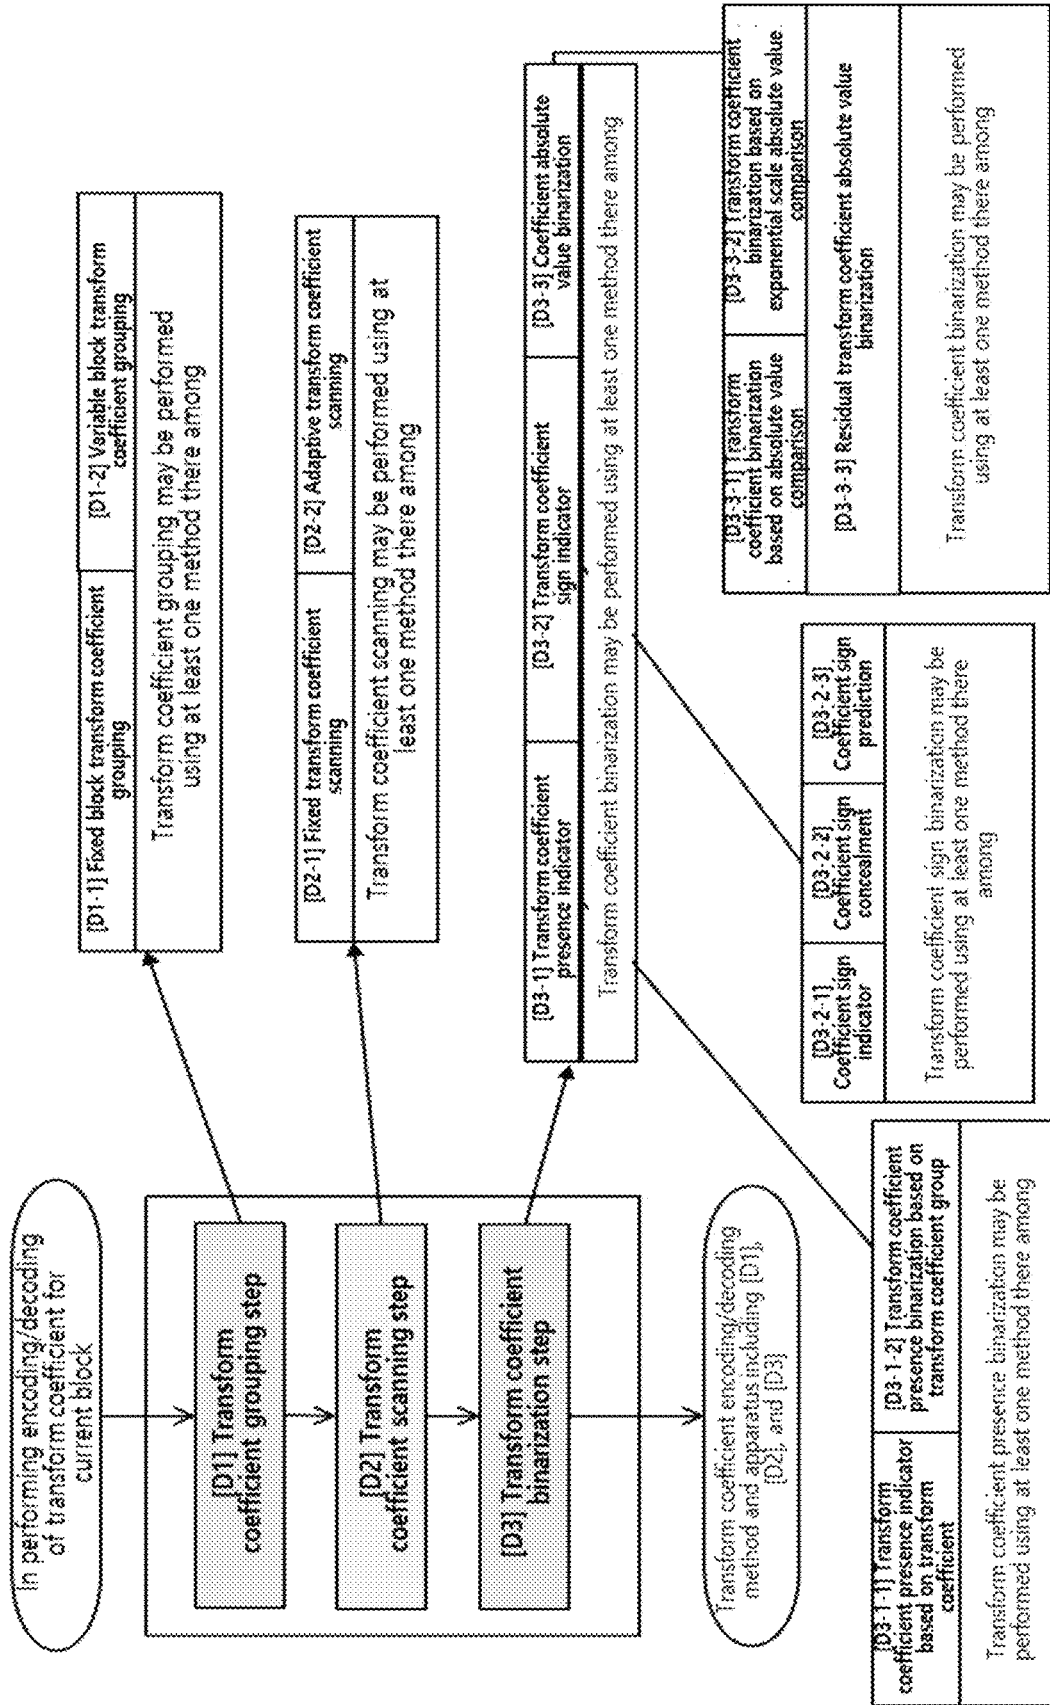 In performing encoding/decoding
of transform coefficient for
current block
[D1] Transform
coefficient grouping step
[D2] Transform
coefficient scanning step
[D3] Transform coefficient
binarization step
Transform coefficient encoding/decoding
method and apparatus including [D1],
[D2], and [D3]
[D1-1] Fixed block transform coefficient
grouping
[D1-2] Variable block transform
coefficient grouping
Transform coefficient grouping may be performed
using at least one method there among
[D2-1] Fixed transform coefficient
scanning
[D2-2] Adaptive transform coefficient
scanning
Transform coefficient scanning may be performed using at
least one method there among
[D3-1] Transform coefficient
presence indicator
[D3-2] Transform coefficient
sign indicator
[D3-3] Coefficient absolute
value binarization
Transform coefficient binarization may be performed using at least one method there among
[D3-1-1] Transform
coefficient presence indicator
based on transform
coefficient
[D3-1-2] Transform coefficient
presence binarization based on
transform coefficient group
Transform coefficient presence binarization may be
performed using at least one method there among
[D3-2-1]
Coefficient sign
indicator
[D3-2-2]
Coefficient sign
concealment
[D3-2-3]
Coefficient sign
prediction
Transform coefficient sign binarization may be
performed using at least one method there
among
[D3-3-1] Transform
coefficient binarization
based on absolute value
comparison
[D3-3-2] Transform coefficient
binarization based on
exponential scale absolute value
comparison
[D3-3-3] Residual transform coefficient absolute value
binarization
Transform coefficient binarization may be performed
using at least one method there among